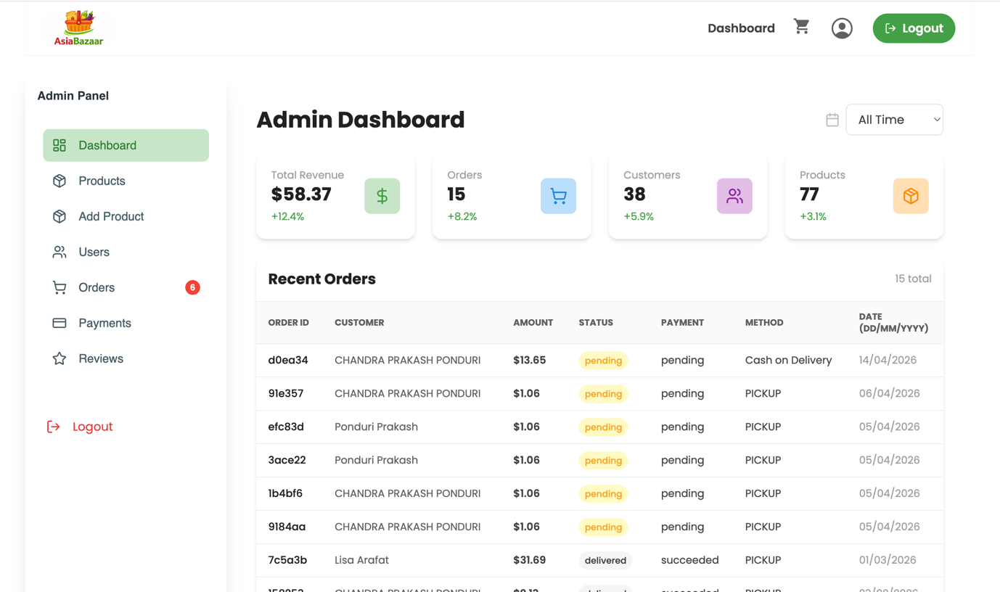 AsiaBazaar
Dashboard
Logout
Admin Panel
Dashboard
Products
Add Product
Users
Orders 6
Payments
Reviews
Logout
Admin Dashboard
All Time
Total Revenue
$58.37
+12.4%
Orders
15
+8.2%
Customers
38
+5.9%
Products
77
+3.1%
Recent Orders 15 total
ORDER ID CUSTOMER AMOUNT STATUS PAYMENT METHOD DATE (DD/MM/YYYY)
d0ea34 CHANDRA PRAKASH PONDURI $13.65 pending pending Cash on Delivery 14/04/2026
91e357 CHANDRA PRAKASH PONDURI $1.06 pending pending PICKUP 06/04/2026
efc83d Ponduri Prakash $1.06 pending pending PICKUP 05/04/2026
3ace22 Ponduri Prakash $1.06 pending pending PICKUP 05/04/2026
1b4bf6 CHANDRA PRAKASH PONDURI $1.06 pending pending PICKUP 05/04/2026
9184aa CHANDRA PRAKASH PONDURI $1.06 pending pending PICKUP 05/04/2026
7c5a3b Lisa Arafat $31.69 delivered succeeded PICKUP 01/03/2026
CHANDRA PRAKASH PONDURI delivered succeeded PICKUP